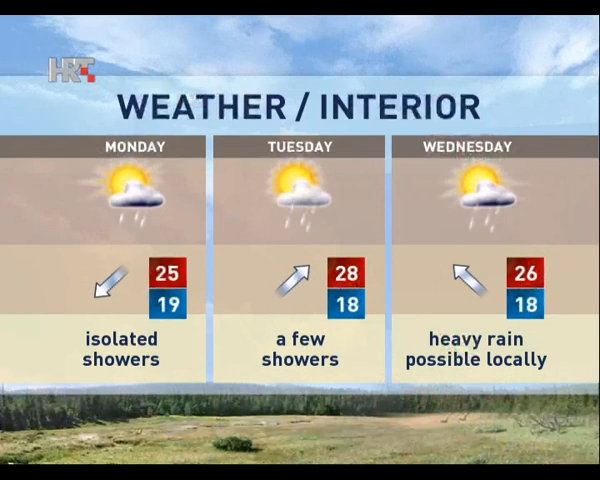 HRT
WEATHER / INTERIOR
MONDAY
25
19
isolated
showers
TUESDAY
28
18
a few
showers
WEDNESDAY
26
18
heavy rain
possible locally